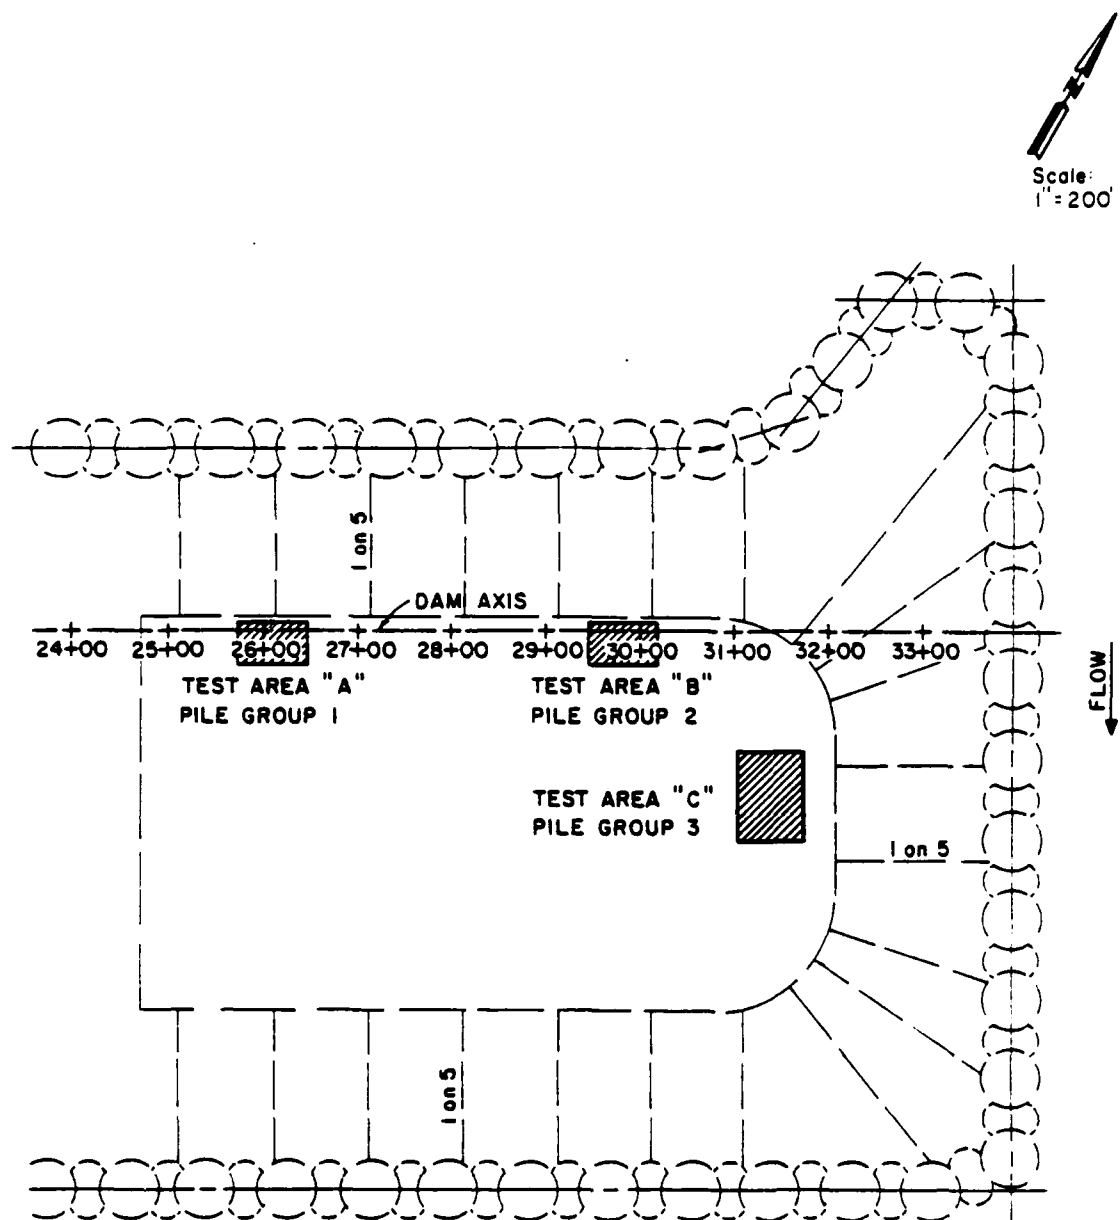 N
Scale:
1"=200'
1 on 5
DAM AXIS
24+00 25+00 26+00 27+00 28+00 29+00 30+00 31+00 32+00 33+00
TEST AREA "A"
PILE GROUP 1
TEST AREA "B"
PILE GROUP 2
FLOW
TEST AREA "C"
PILE GROUP 3
1 on 5
1 on 5